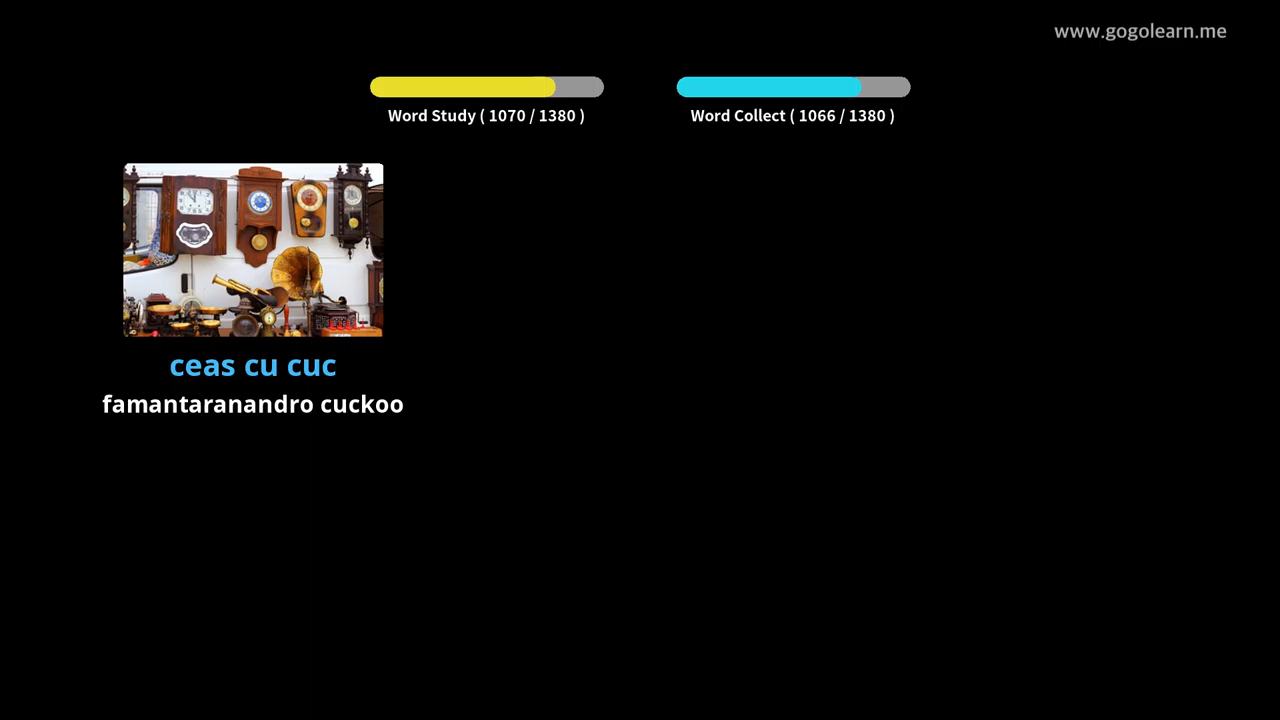 www.gogolearn.me
Word Study ( 1070 / 1380 )
Word Collect ( 1066 / 1380 )
ceas cu cuc
famantaranandro cuckoo